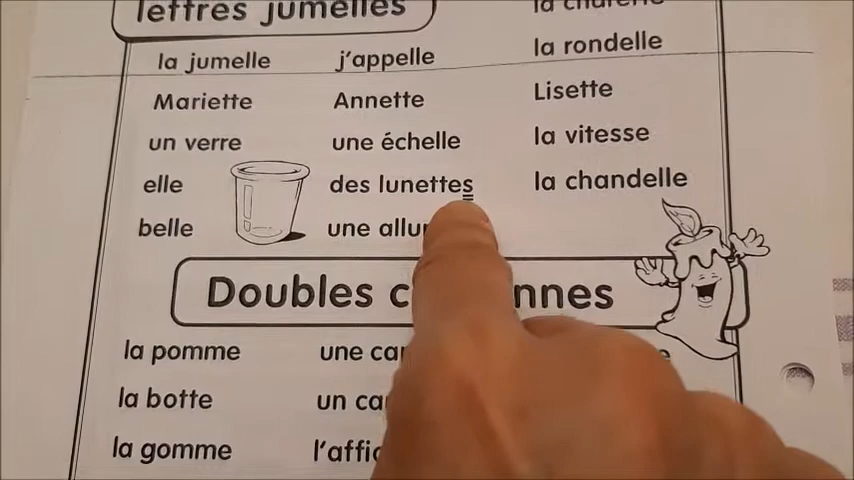 lettres jumelles
la jumelle j'appelle la rondelle
Mariette Annette Lisette
un verre une échelle la vitesse
elle des lunettes la chandelle
belle une
Doubles
la pomme une
la botte un
la gomme